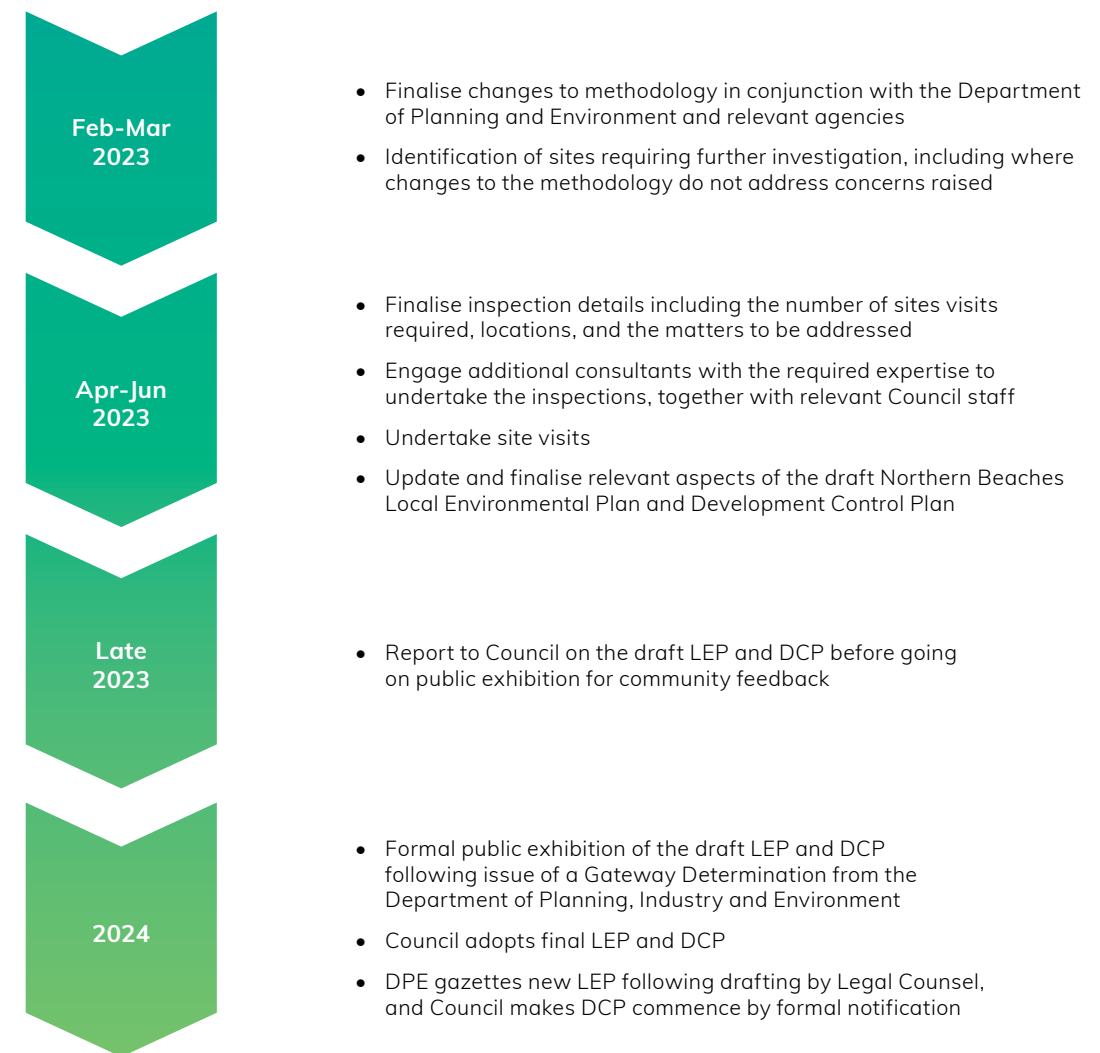 Feb-Mar
2023
• Finalise changes to methodology in conjunction with the Department
of Planning and Environment and relevant agencies
• Identification of sites requiring further investigation, including where
changes to the methodology do not address concerns raised
Apr-Jun
2023
• Finalise inspection details including the number of sites visits
required, locations, and the matters to be addressed
• Engage additional consultants with the required expertise to
undertake the inspections, together with relevant Council staff
• Undertake site visits
• Update and finalise relevant aspects of the draft Northern Beaches
Local Environmental Plan and Development Control Plan
Late
2023
• Report to Council on the draft LEP and DCP before going
on public exhibition for community feedback
2024
• Formal public exhibition of the draft LEP and DCP
following issue of a Gateway Determination from the
Department of Planning, Industry and Environment
• Council adopts final LEP and DCP
• DPE gazettes new LEP following drafting by Legal Counsel,
and Council makes DCP commence by formal notification